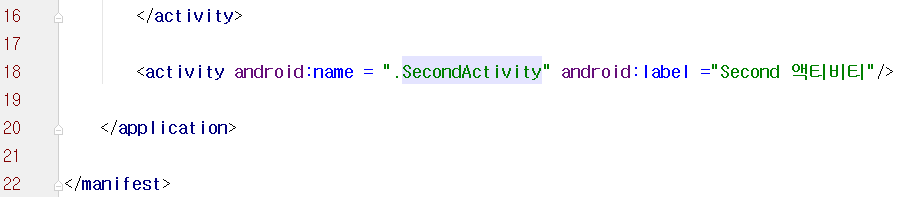 16 </activity>
17
18 <activity android:name = ".SecondActivity" android:label ="Second 액티비티"/>
19
20 </application>
21
22 </manifest>